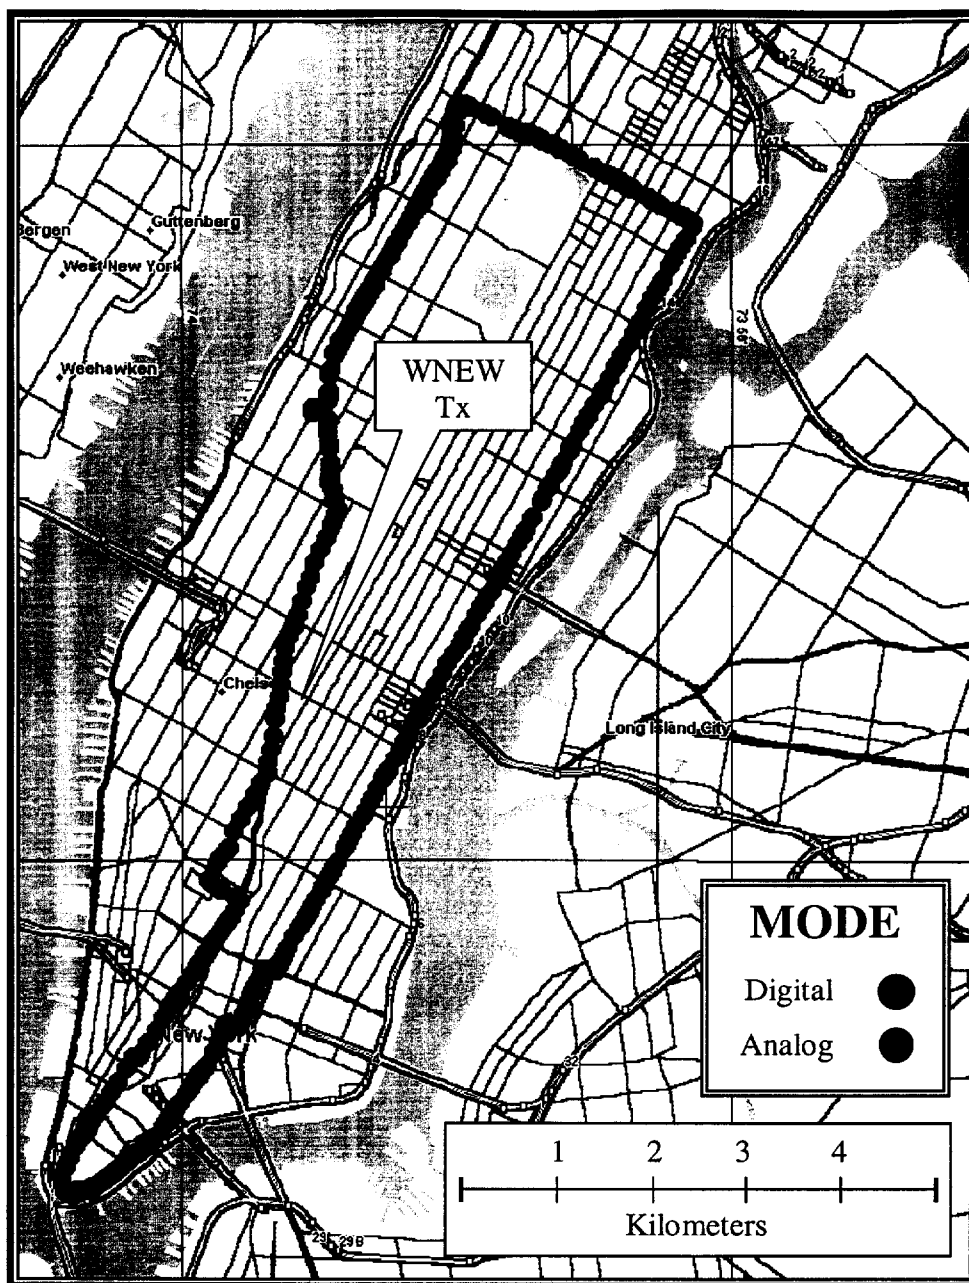 Guttenberg
Bergen
West New York
Weehawken
WNEW
Tx
Long Island City
New York
MODE
Digital
Analog
1 2 3 4
Kilometers